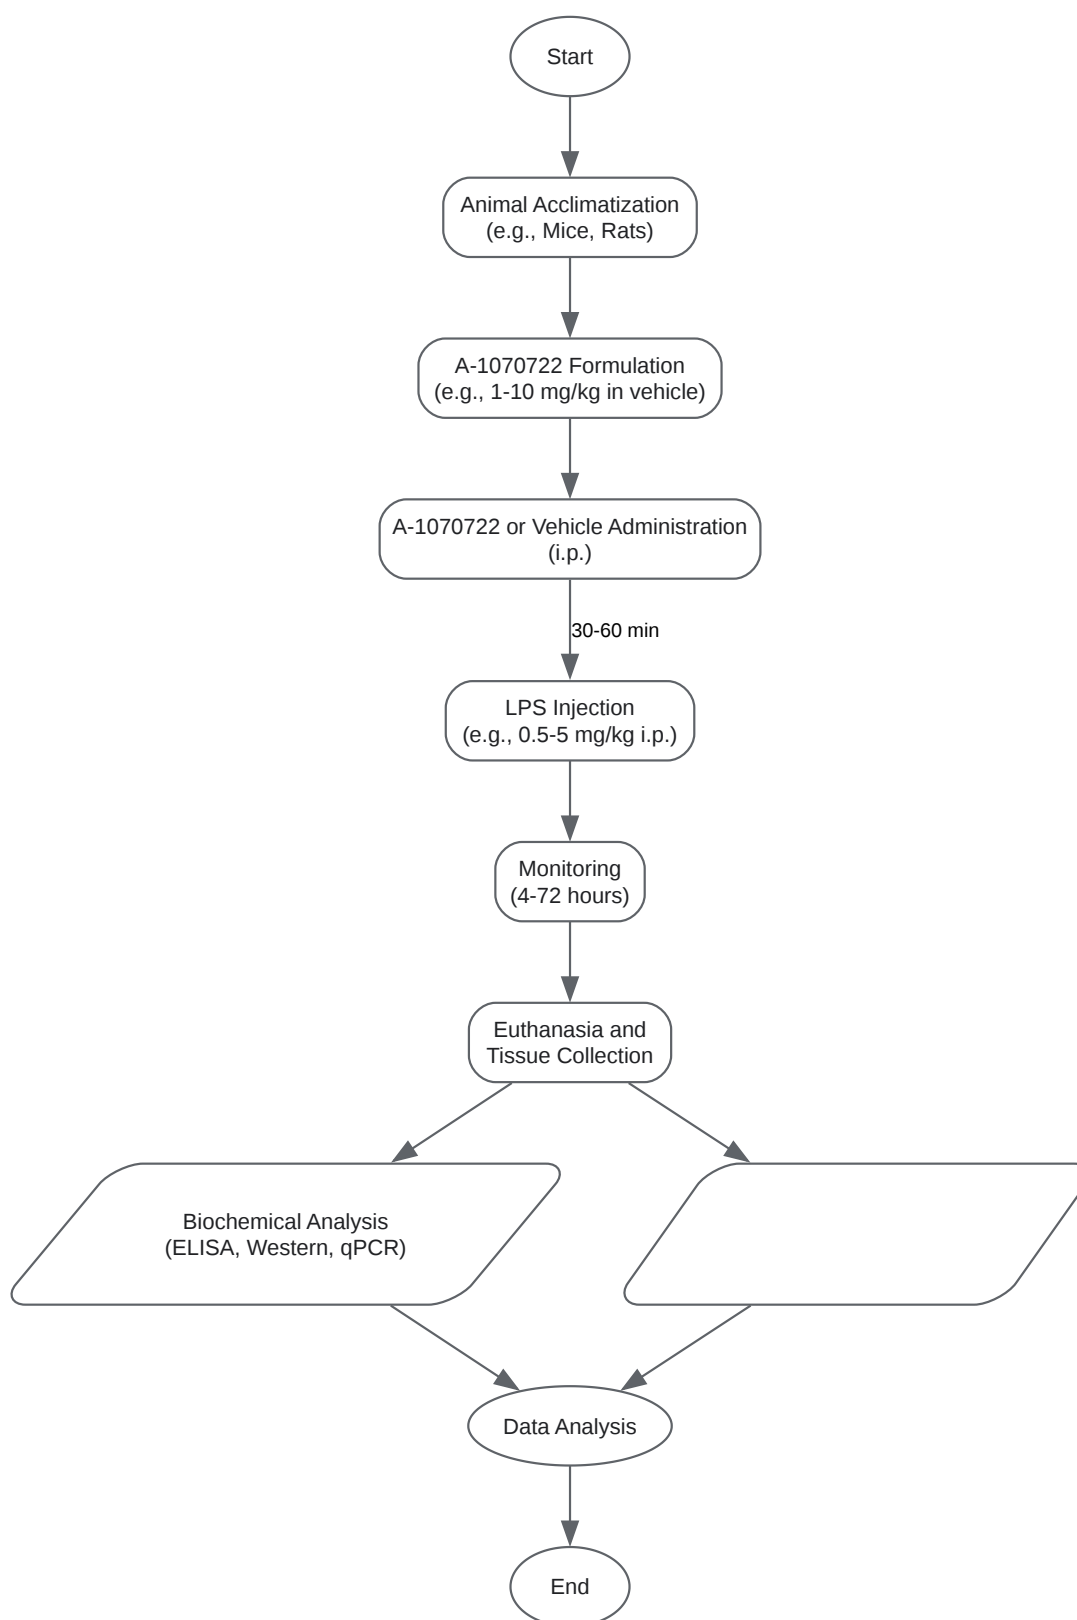 Start
Animal Acclimatization
(e.g., Mice, Rats)
A-1070722 Formulation
(e.g., 1-10 mg/kg in vehicle)
A-1070722 or Vehicle Administration
(i.p.)
30-60 min
LPS Injection
(e.g., 0.5-5 mg/kg i.p.)
Monitoring
(4-72 hours)
Euthanasia and
Tissue Collection
Biochemical Analysis
(ELISA, Western, qPCR)
Data Analysis
End